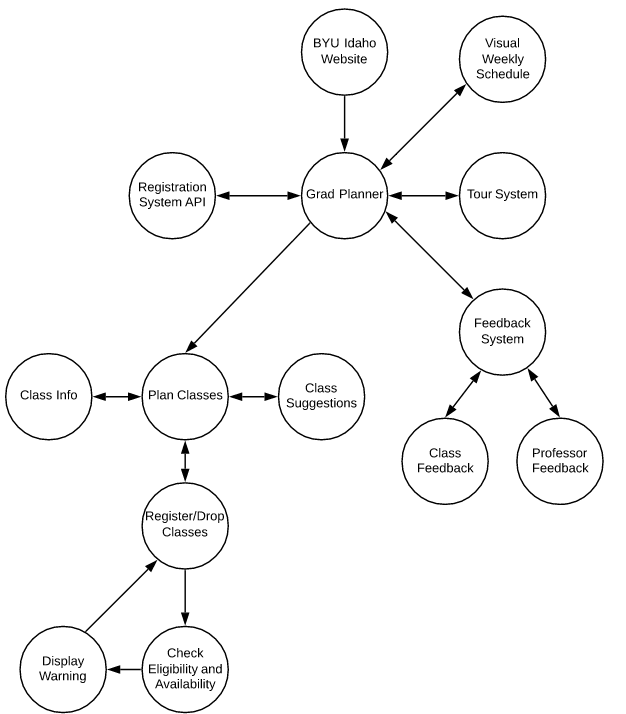 BYU Idaho
Website
Visual
Weekly
Schedule
Registration
System API
Grad Planner
Tour System
Feedback
System
Class Info
Plan Classes
Class
Suggestions
Class
Feedback
Professor
Feedback
Register/Drop
Classes
Display
Warning
Check
Eligibility and
Availability